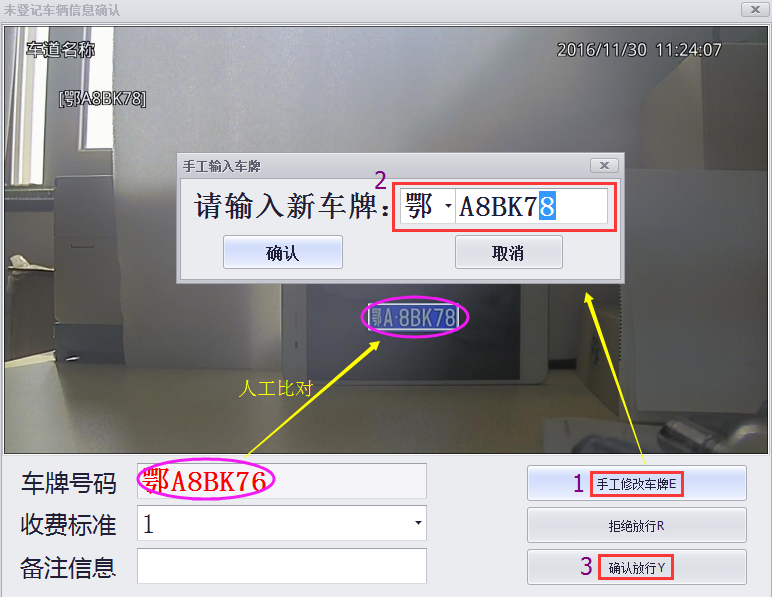 未登记车辆信息确认
车道名称
2016/11/30 11:24:07
[鄂A8BK78]
手工输入车牌
2
请输入新车牌：鄂 A8BK78
确认 取消
鄂A·8BK78
人工比对
车牌号码 鄂A8BK76
1 手工修改车牌E
收费标准 1
拒绝放行R
备注信息
3 确认放行Y